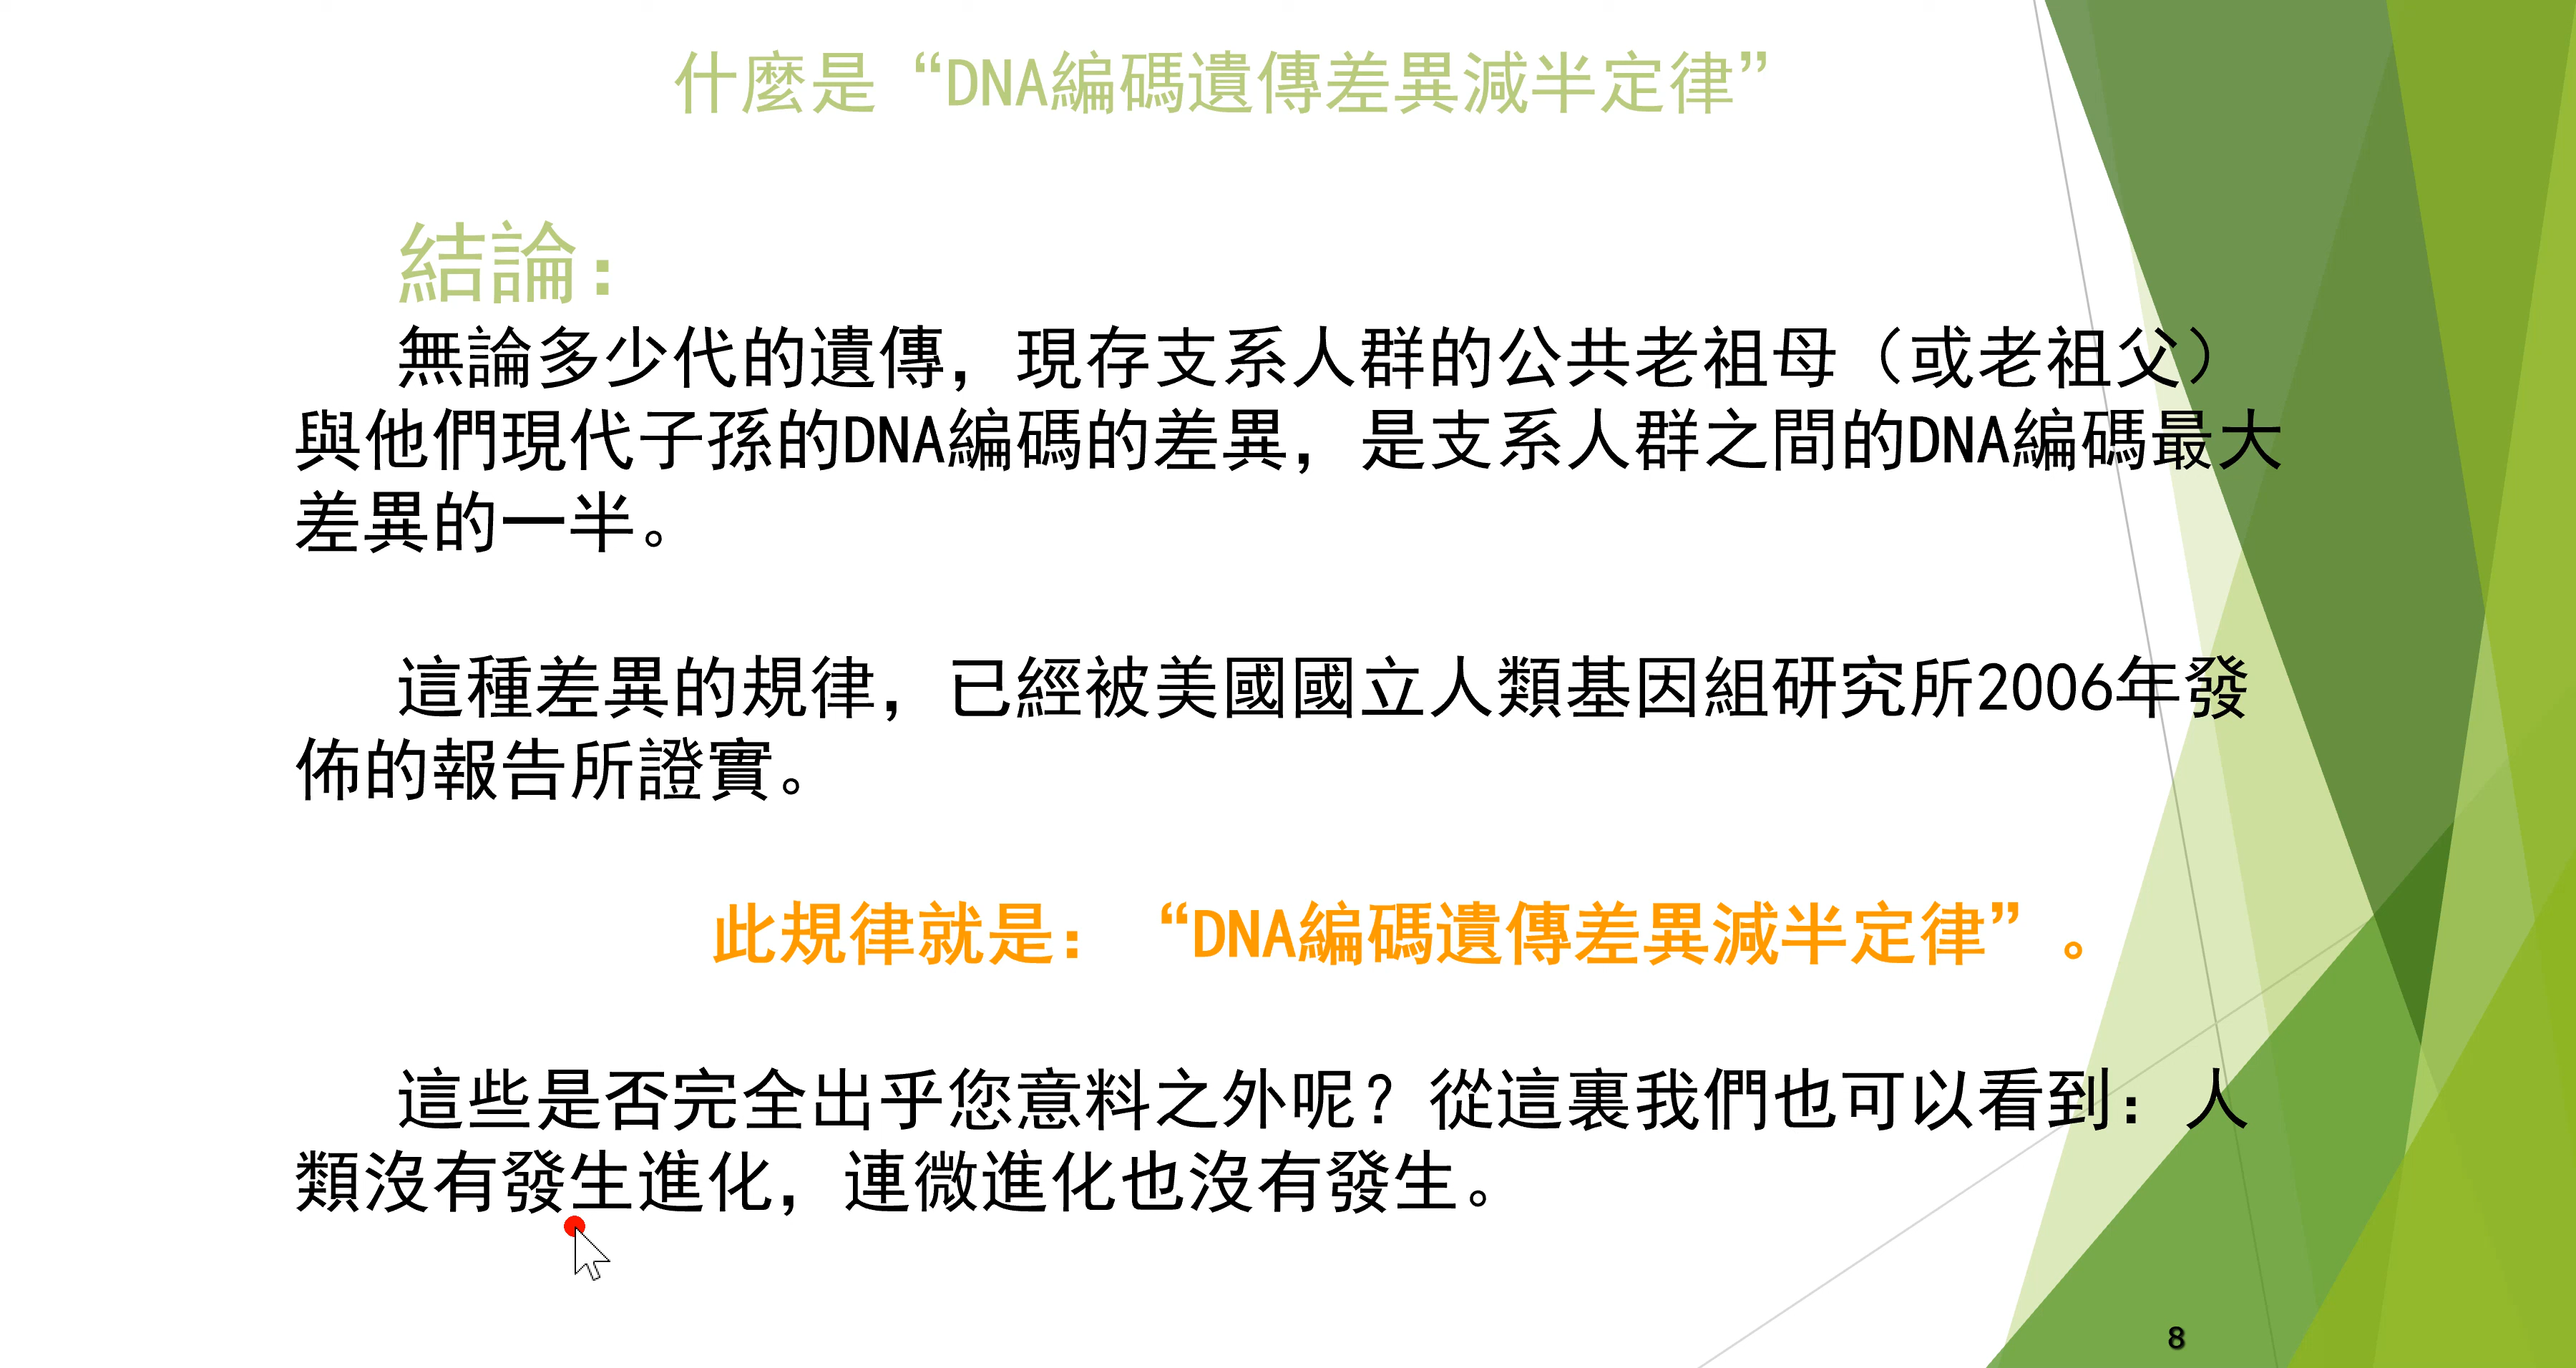 什麼是“DNA編碼遺傳差異減半定律”
結論：
無論多少代的遺傳，現存支系人群的公共老祖母（或老祖父）
與他們現代子孫的DNA編碼的差異，是支系人群之間的DNA編碼最大
差異的一半。
這種差異的規律，已經被美國國立人類基因組研究所2006年發
佈的報告所證實。
此規律就是：“DNA編碼遺傳差異減半定律”。
這些是否完全出乎您意料之外呢？從這裏我們也可以看到：人
類沒有發生進化，連微進化也沒有發生。
8